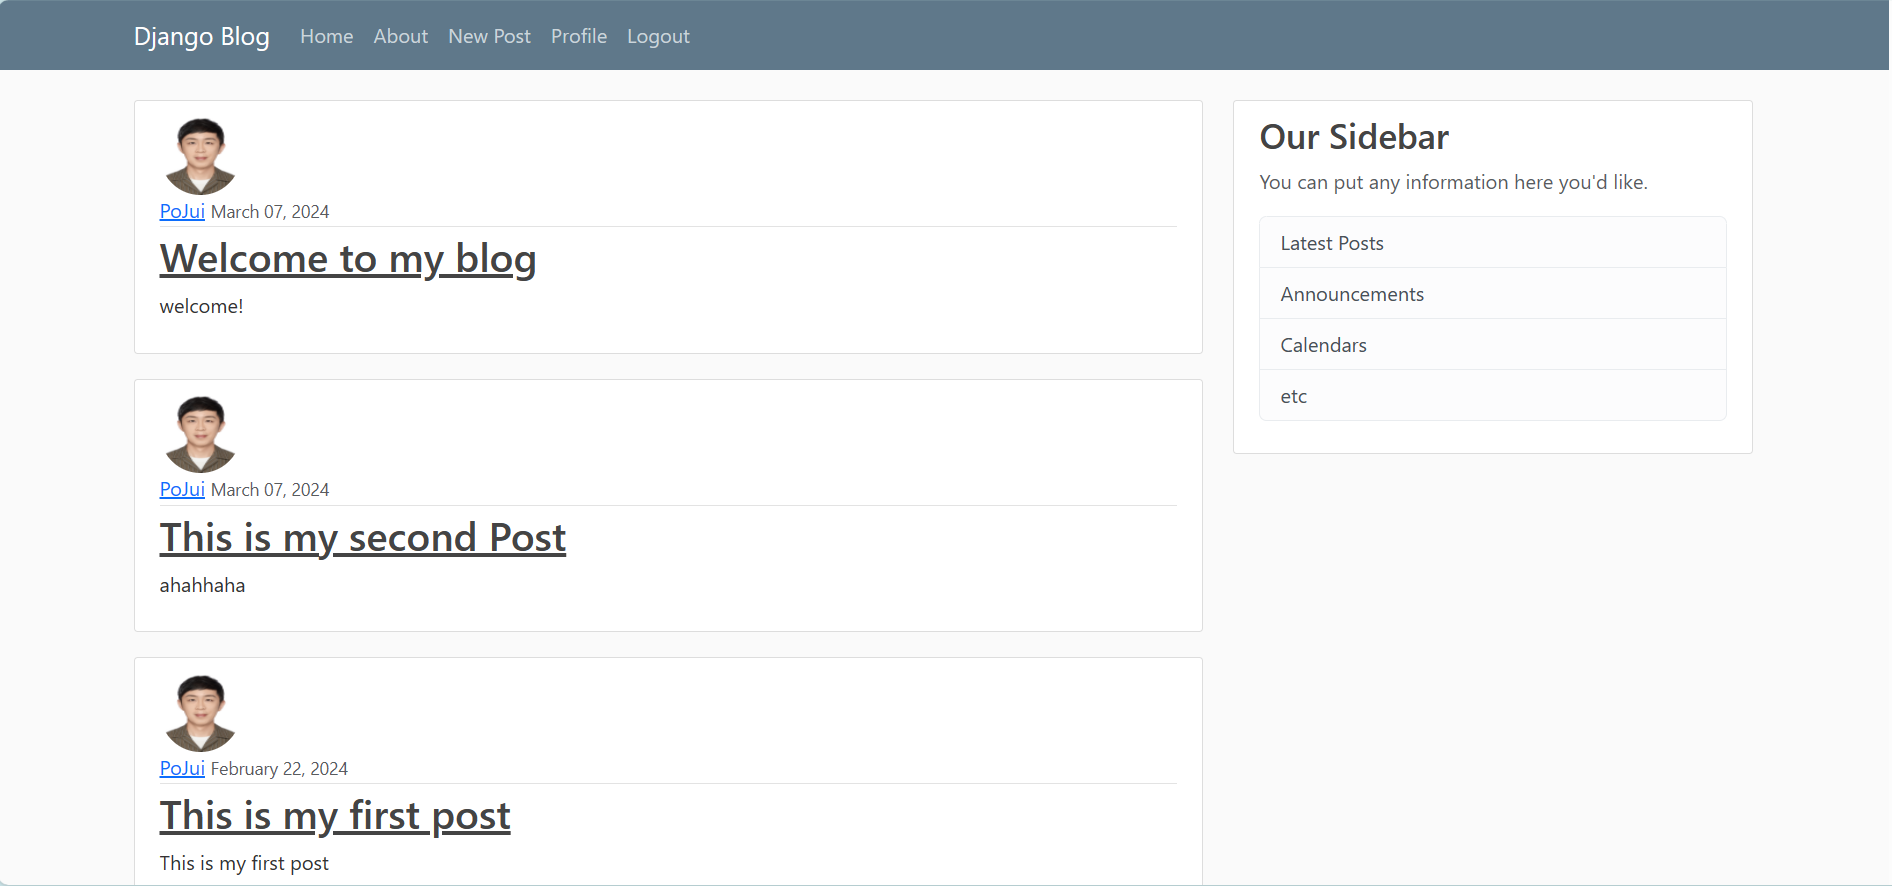 Django Blog Home About New Post Profile Logout
PoJui March 07, 2024
Welcome to my blog
welcome!
PoJui March 07, 2024
This is my second Post
ahahhaha
PoJui February 22, 2024
This is my first post
This is my first post
Our Sidebar
You can put any information here you'd like.
Latest Posts
Announcements
Calendars
etc